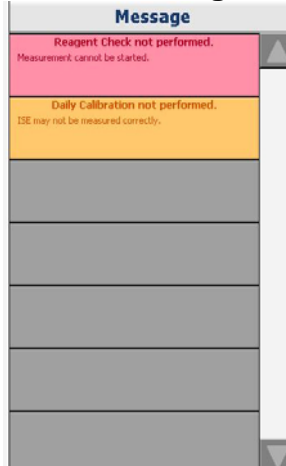 Message
Reagent Check not performed.
Measurement cannot be started.
Daily Calibration not performed.
ISE may not be measured correctly.